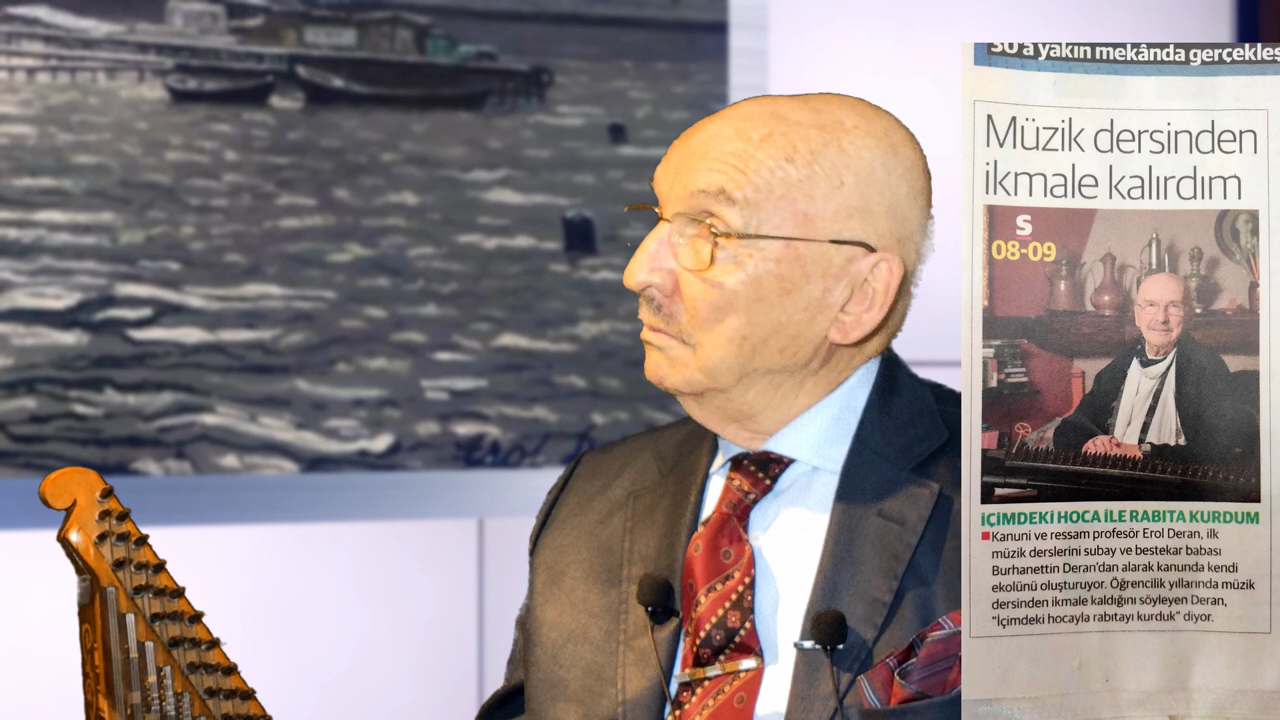 30'a yakın mekânda gerçekleş
Müzik dersinden
ikmale kalırdım
S
08-09
İÇİMDEKİ HOCA İLE RABITA KURDUM
Kanuni ve ressam profesör Erol Deran, ilk
müzik derslerini subay ve bestekar babası
Burhanettin Deran'dan alarak kanunda kendi
ekolünü oluşturuyor. Öğrencilik yıllarında müzik
dersinden ikmale kaldığını söyleyen Deran,
"İçimdeki hocayla rabıtayı kurduk" diyor.
Erol